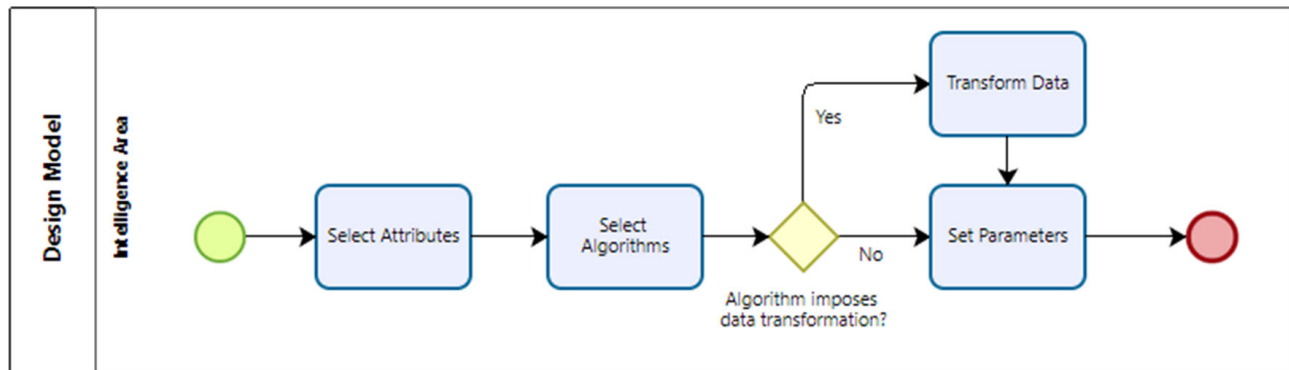 Design Model
Intelligence Area
Select Attributes
Select
Algorithms
Algorithm imposes
data transformation?
Yes
No
Transform Data
Set Parameters